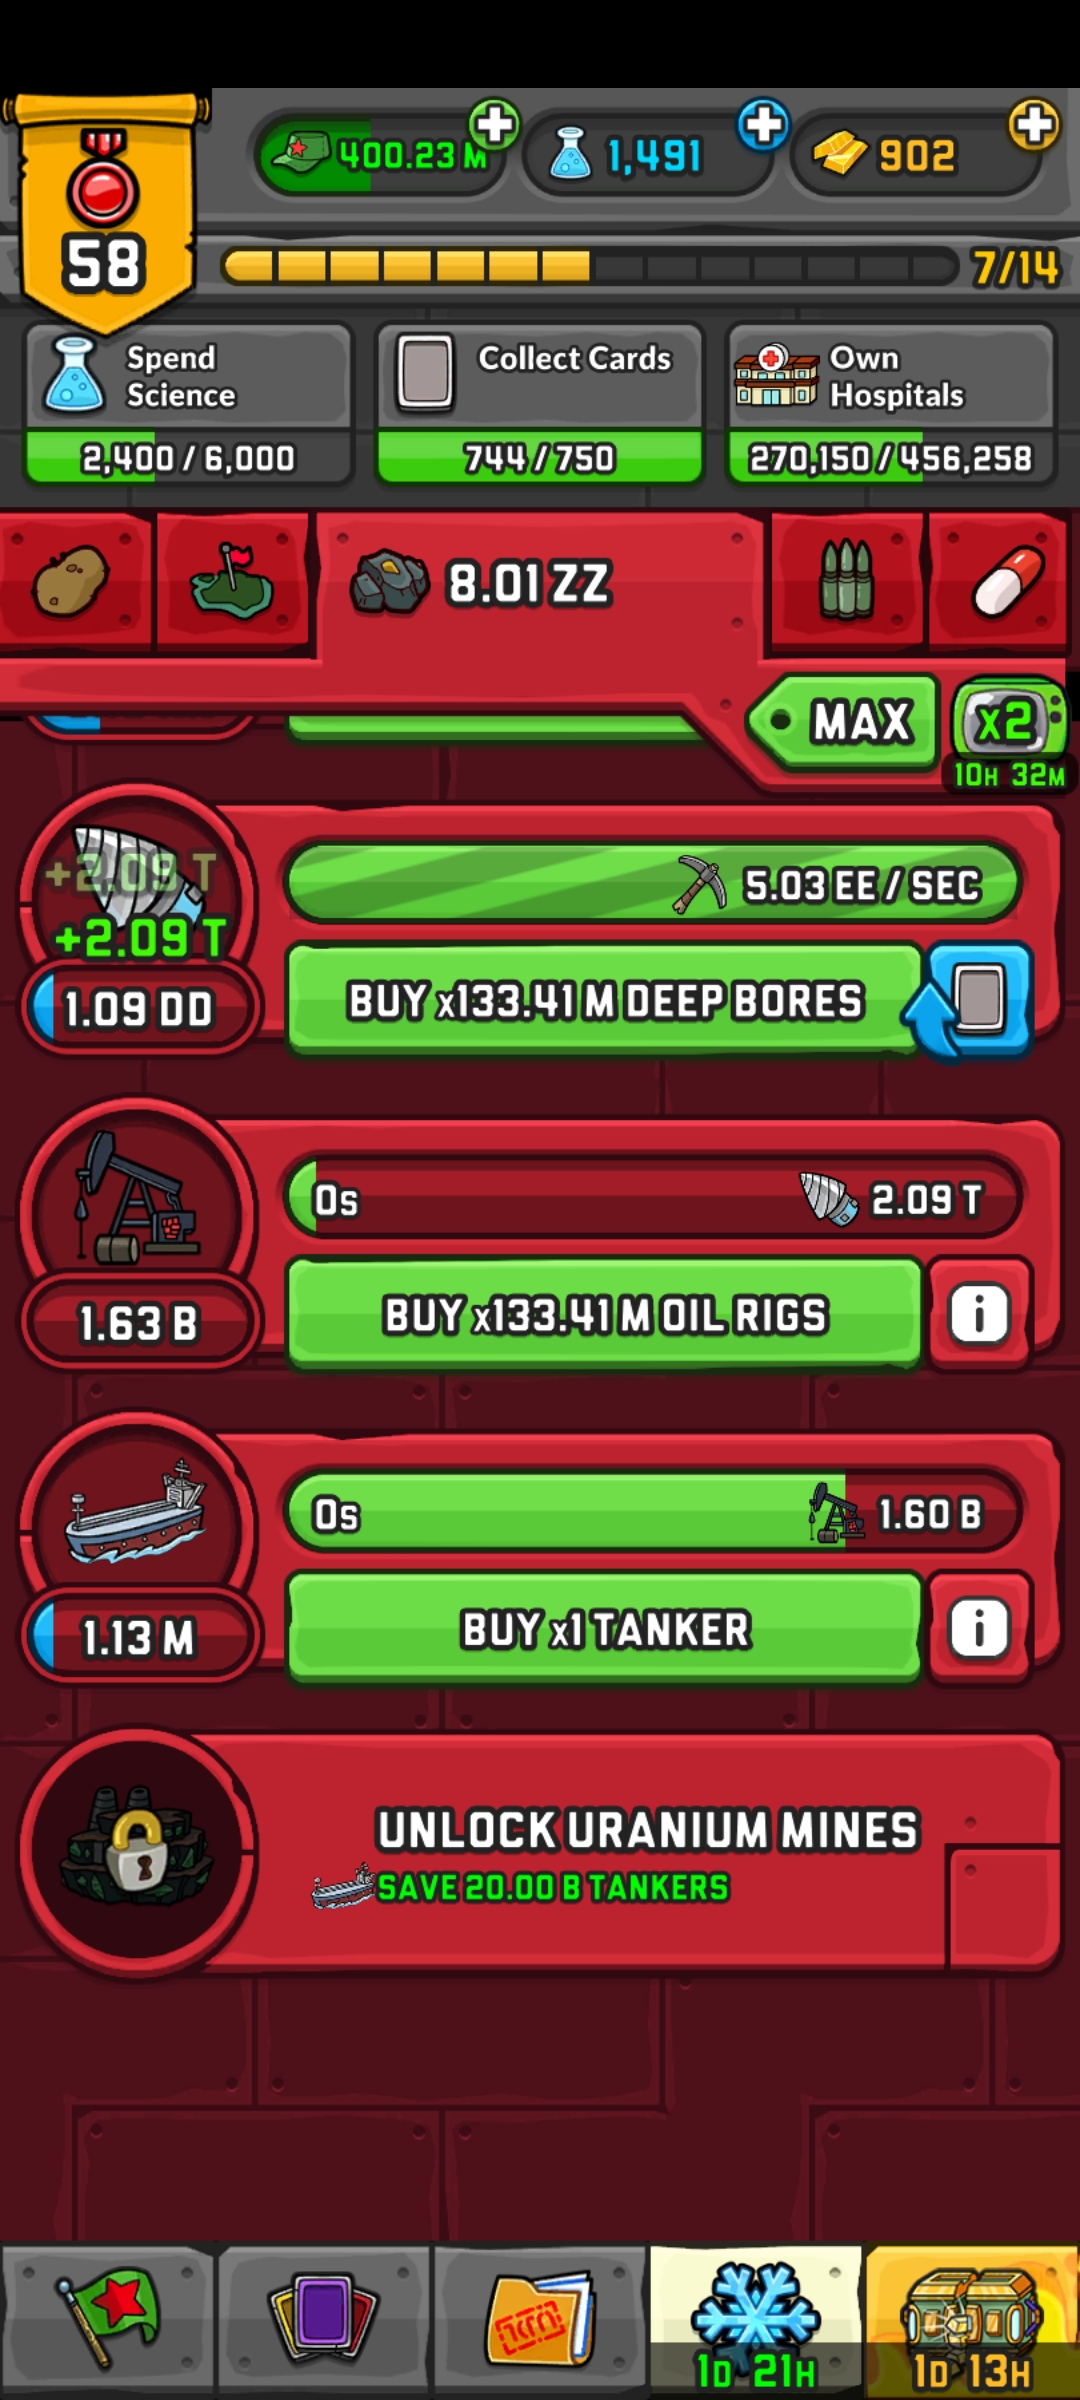 400.23 M
1,491
902
58
7/14
Spend
Science
2,400 / 6,000
Collect Cards
744 / 750
Own
Hospitals
270,150 / 456,258
8.01 ZZ
MAX
x2
10H 32M
+2.09 T
+2.09 T
1.09 DD
5.03 EE / SEC
BUY x133.41 M DEEP BORES
0s
2.09 T
1.63 B
BUY x133.41 M OIL RIGS
i
0s
1.60 B
1.13 M
BUY x1 TANKER
i
UNLOCK URANIUM MINES
SAVE 20.00 B TANKERS
1D 21H
1D 13H